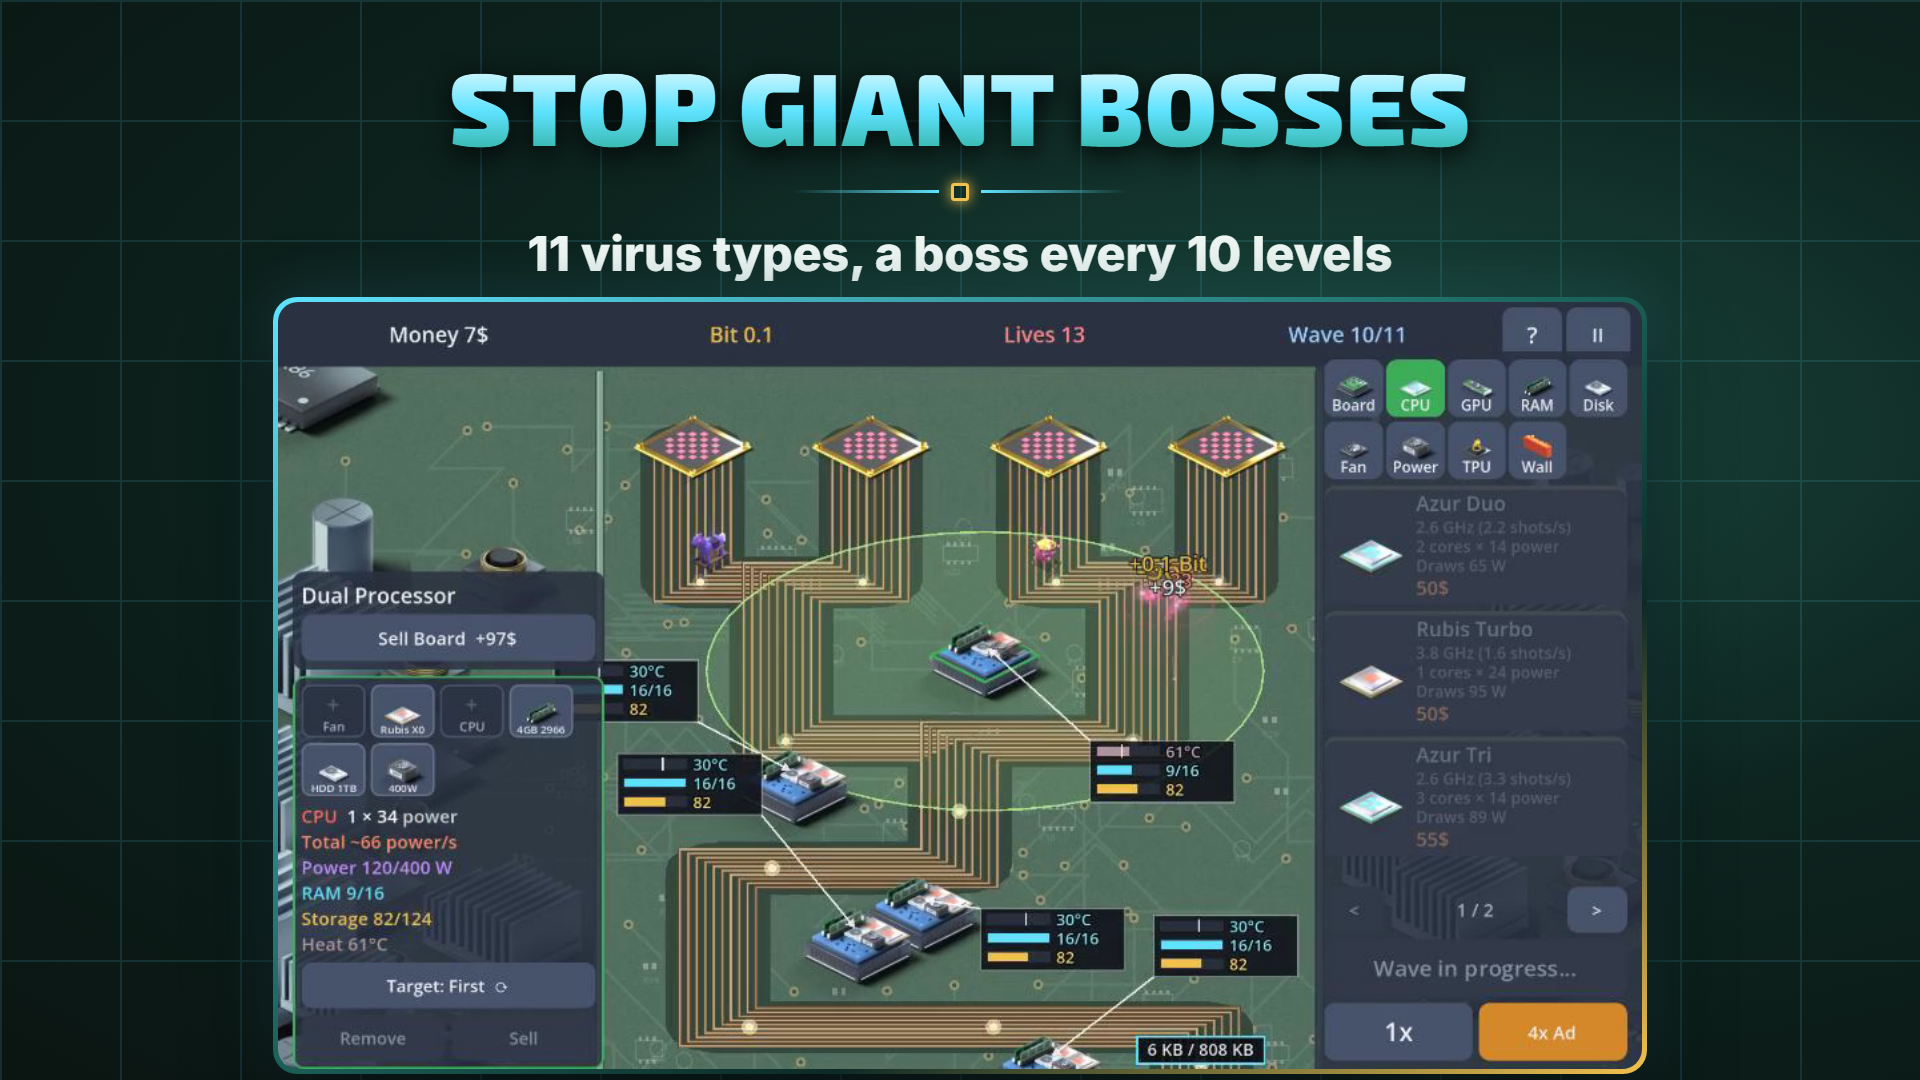 STOP GIANT BOSSES
11 virus types, a boss every 10 levels
Money 7$
Bit 0.1
Lives 13
Wave 10/11
?
Board
CPU
GPU
RAM
Disk
Fan
Power
TPU
Wall
Azur Duo
2.6 GHz (2.2 shots/s)
2 cores × 14 power
Draws 65 W
50$
Rubis Turbo
3.8 GHz (1.6 shots/s)
1 cores × 24 power
Draws 95 W
50$
Azur Tri
2.6 GHz (3.3 shots/s)
3 cores × 14 power
Draws 89 W
55$
<
1 / 2
>
Wave in progress...
1x
4x Ad
+0.1 Bit
+9$
30°C
16/16
82
30°C
16/16
82
61°C
9/16
82
30°C
16/16
82
30°C
16/16
82
6 KB / 808 KB
Dual Processor
Sell Board +97$
+
Fan
Rubis X0
+
CPU
4GB 2966
HDD 1TB
400W
CPU 1 × 34 power
Total ~66 power/s
Power 120/400 W
RAM 9/16
Storage 82/124
Heat 61°C
Target: First
Remove
Sell